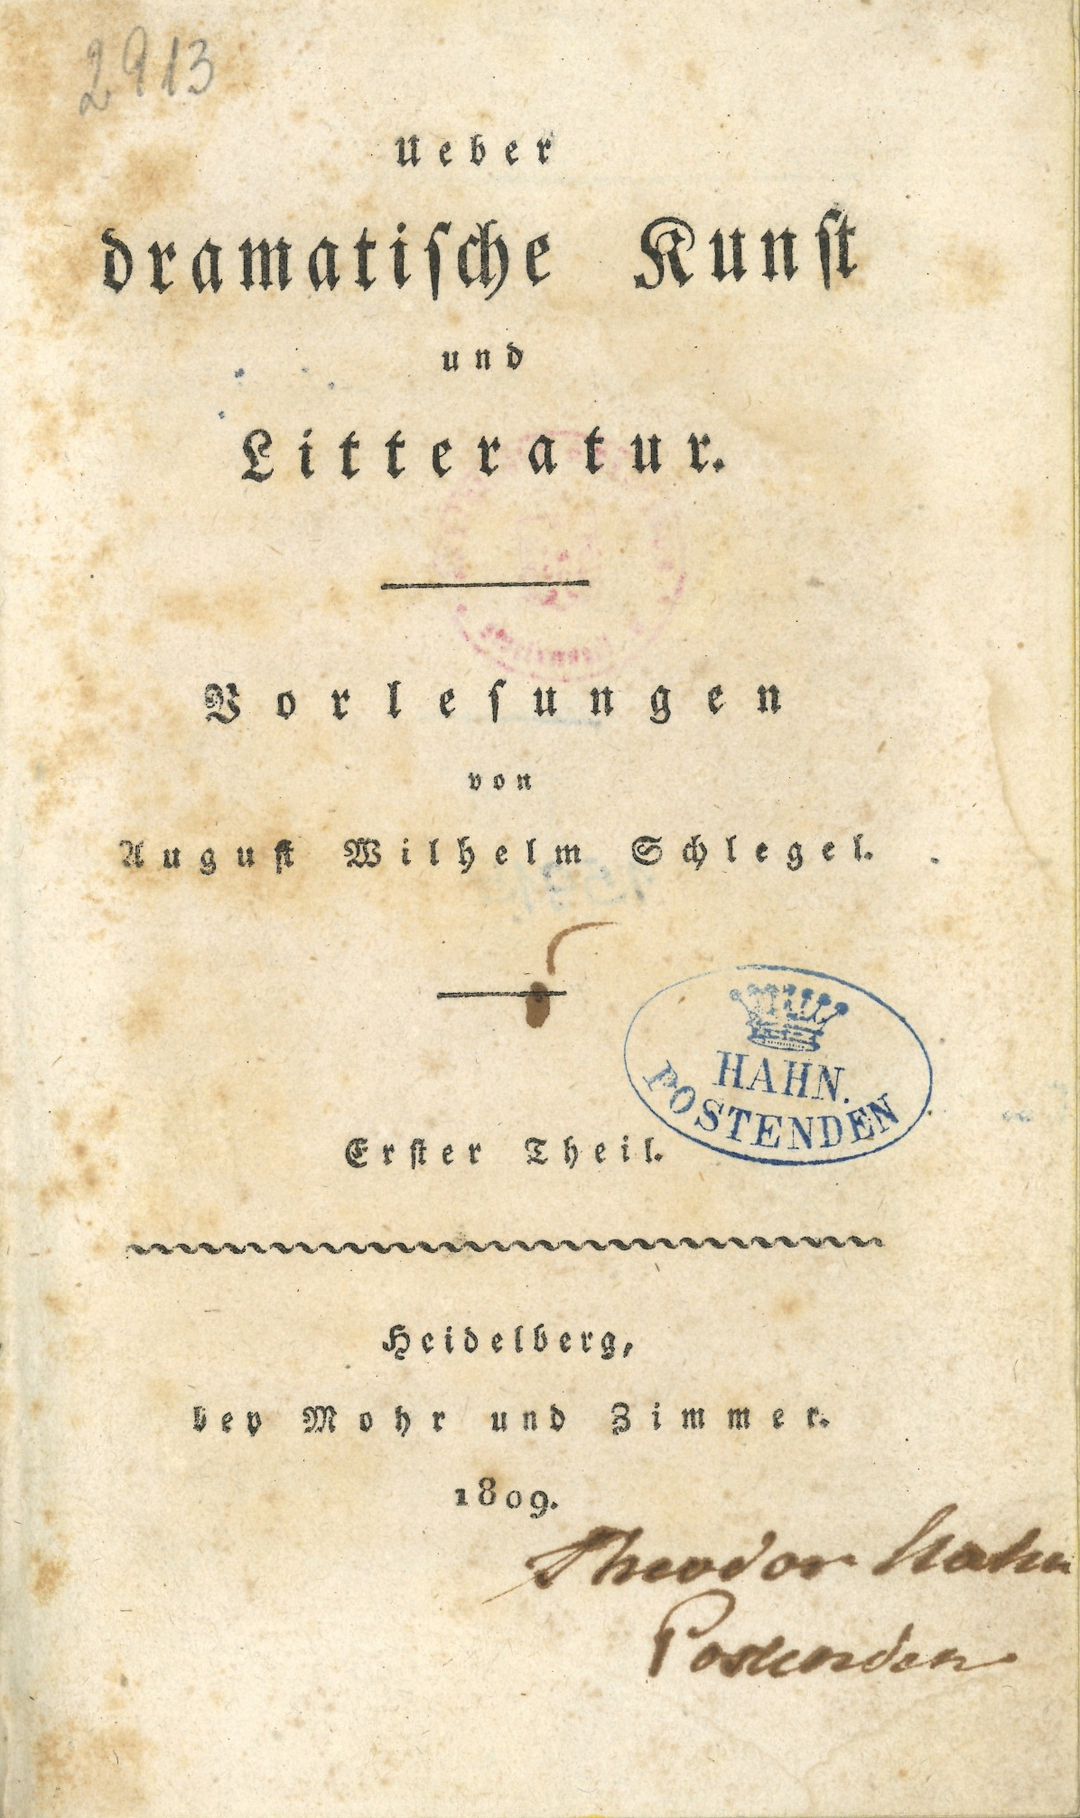 2913
Ueber
dramatische Kunst
und
Litteratur.
Vorlesungen
von
August Wilhelm Schlegel.
HAHN.
POSTENDEN
Erster Theil.
Heidelberg,
bey Mohr und Zimmer.
1809.
Theodor Hahn
Postenden